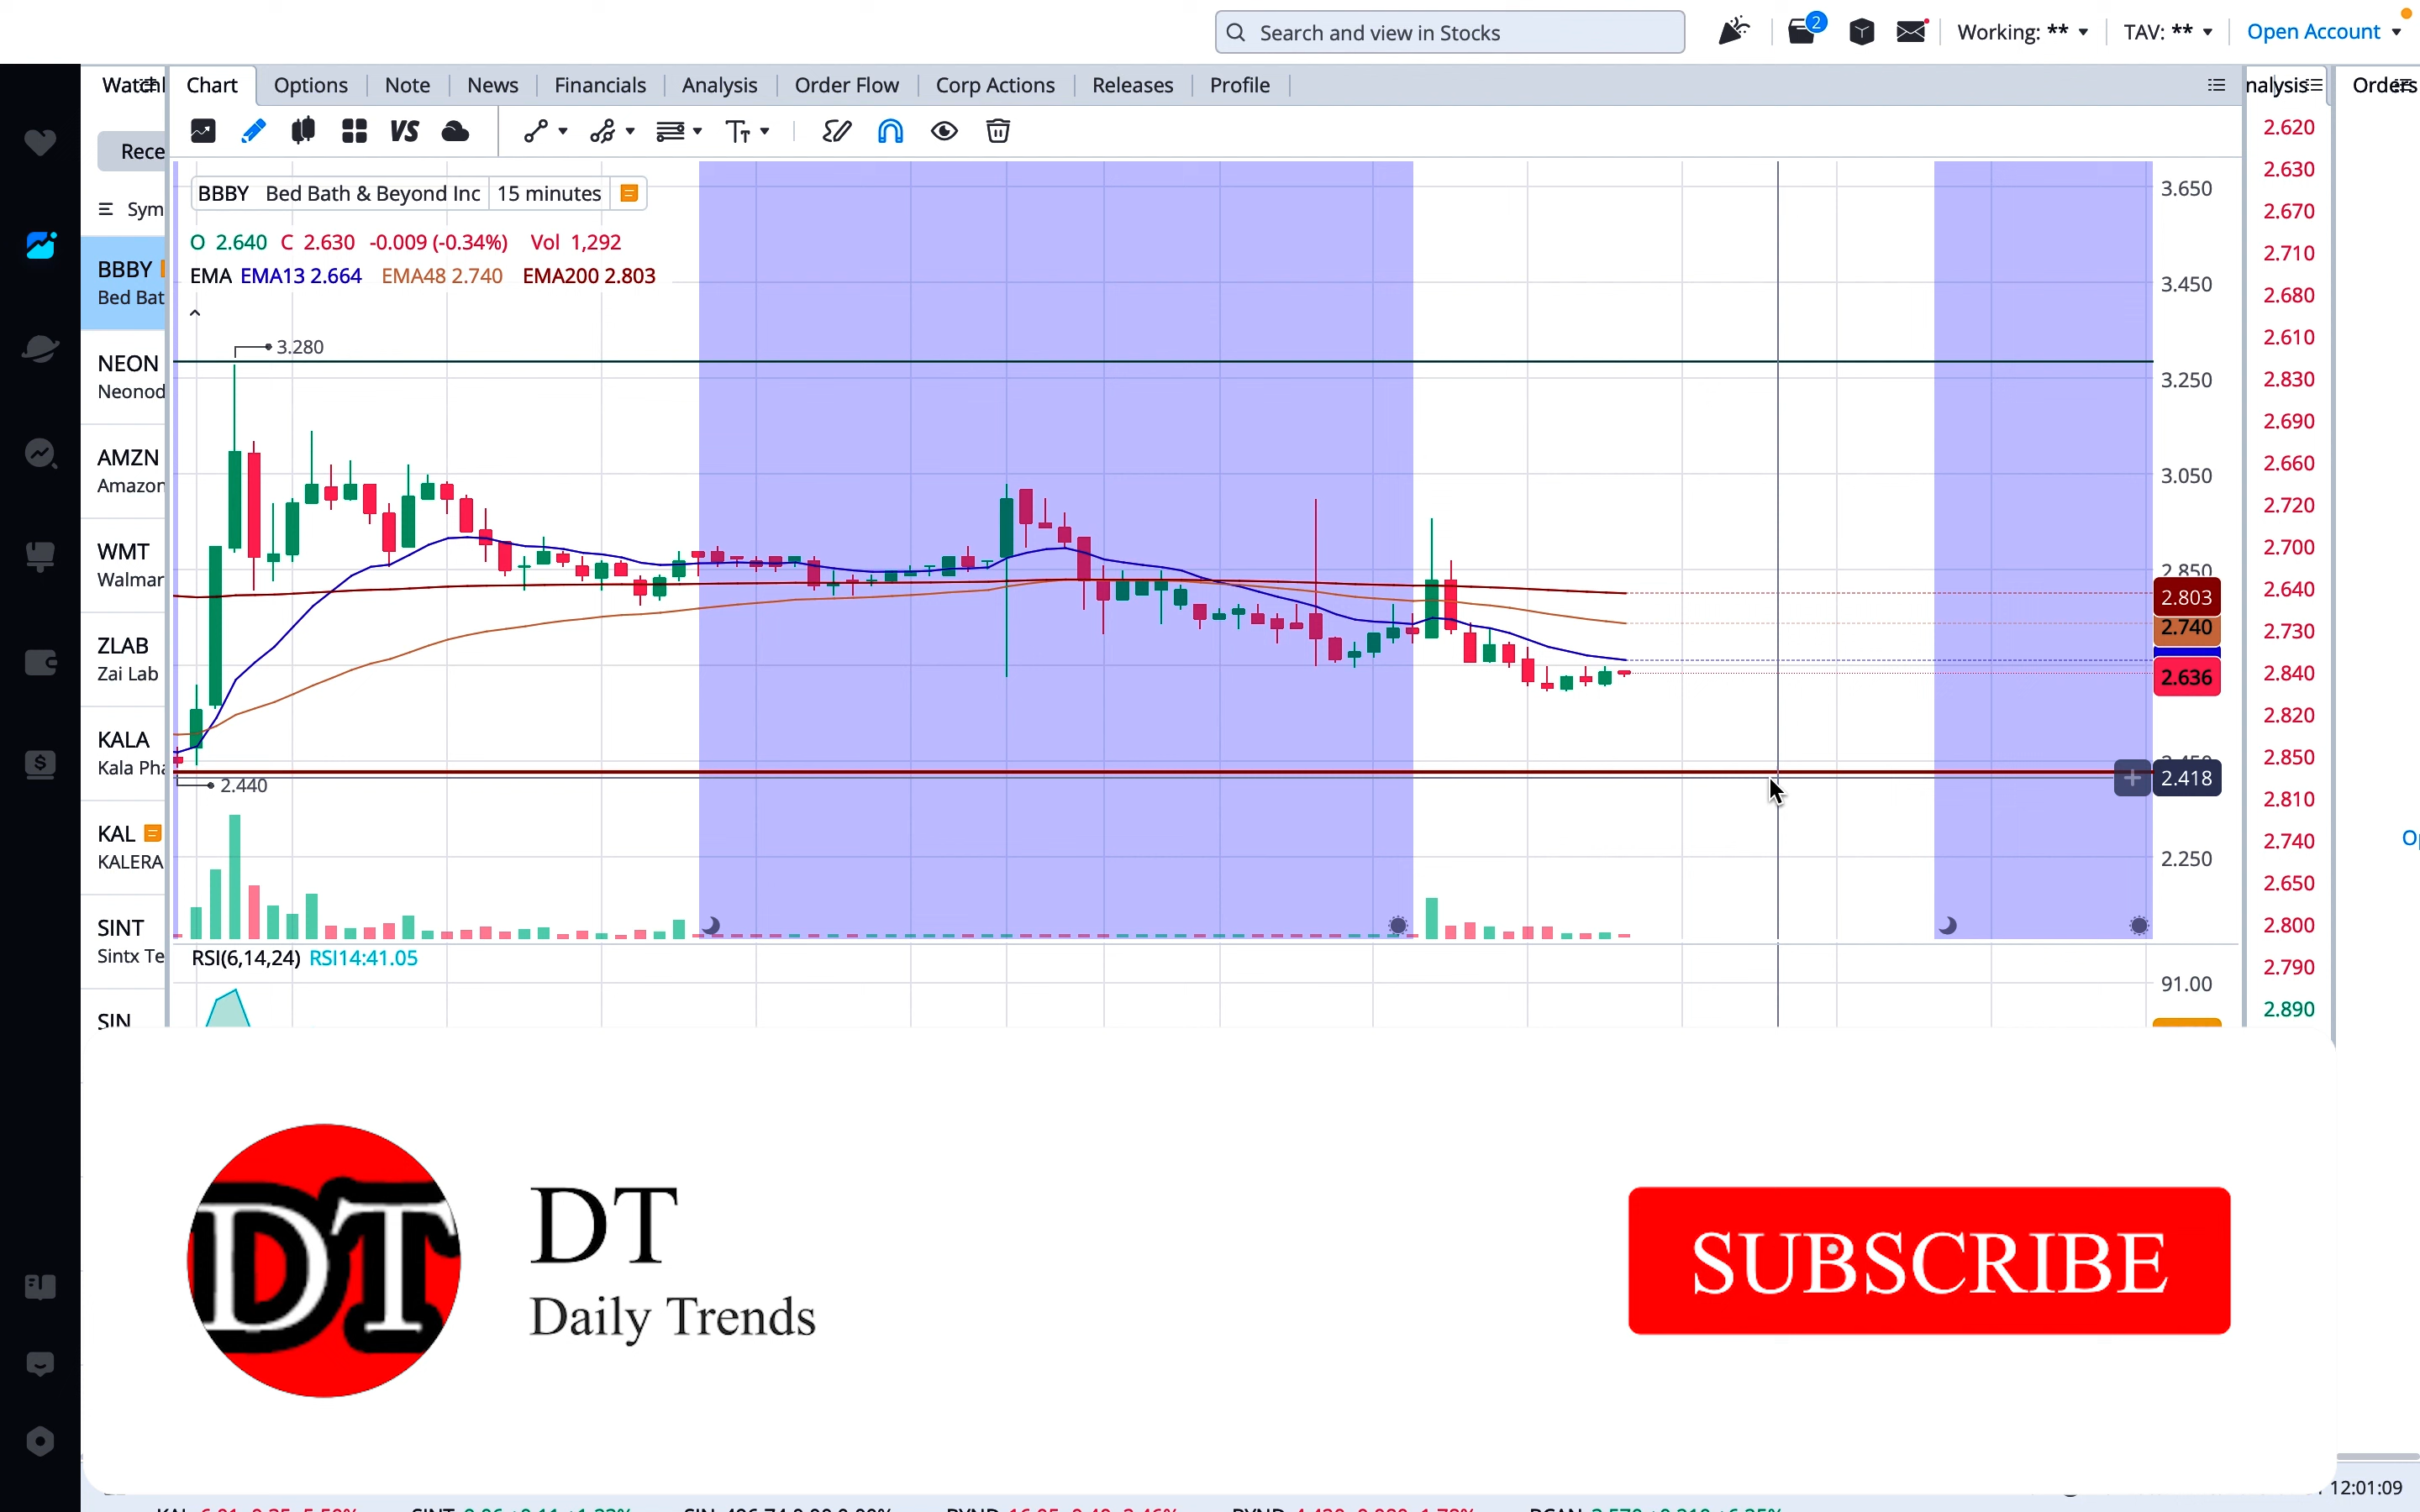 Search and view in Stocks
2
Working: **
TAV: **
Open Account
Chart
Options
Note
News
Financials
Analysis
Order Flow
Corp Actions
Releases
Profile
nalysis
Orders
VS
Rece
Sym
BBBY
Bed Bat
NEON
Neonod
AMZN
Amazon
WMT
Walmar
ZLAB
Zai Lab
KALA
Kala Pha
KAL
KALERA
SINT
Sintx Te
SIN
BBBY Bed Bath & Beyond Inc 15 minutes
O 2.640 C 2.630 -0.009 (-0.34%) Vol 1,292
EMA EMA13 2.664 EMA48 2.740 EMA200 2.803
3.280
2.440
3.650
3.450
3.250
3.050
2.850
2.803
2.740
2.636
2.418
2.250
RSI(6,14,24) RSI14:41.05
91.00
2.620
2.630
2.670
2.710
2.680
2.610
2.830
2.690
2.660
2.720
2.700
2.640
2.730
2.840
2.820
2.850
2.810
2.740
2.650
2.800
2.790
2.890
DT
DT
Daily Trends
SUBSCRIBE
12:01:09